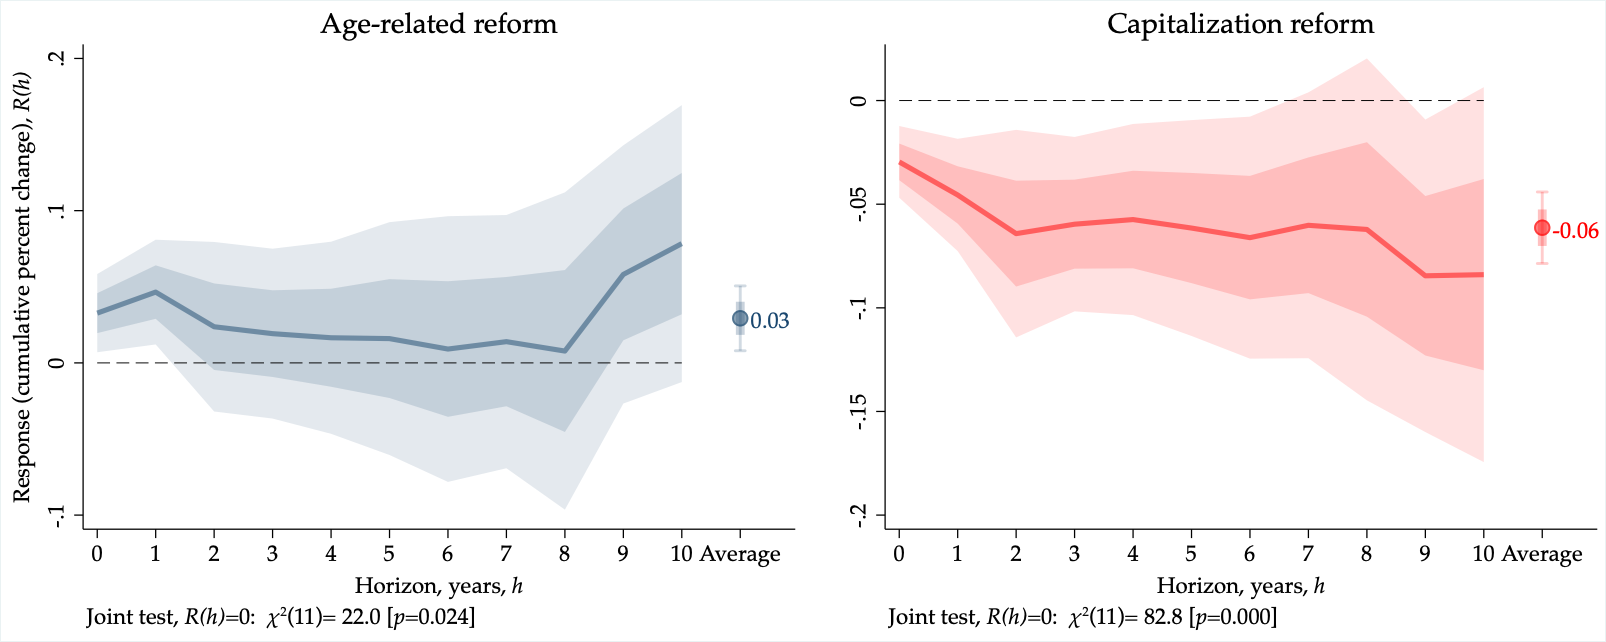 Age-related reform
Response (cumulative percent change), R(h)
.2
.1
0
-.1
0.03
0 1 2 3 4 5 6 7 8 9 10 Average
Horizon, years, h
Joint test, R(h)=0: χ²(11)= 22.0 [p=0.024]
Capitalization reform
0
-.05
-.1
-.15
-.2
-0.06
0 1 2 3 4 5 6 7 8 9 10 Average
Horizon, years, h
Joint test, R(h)=0: χ²(11)= 82.8 [p=0.000]